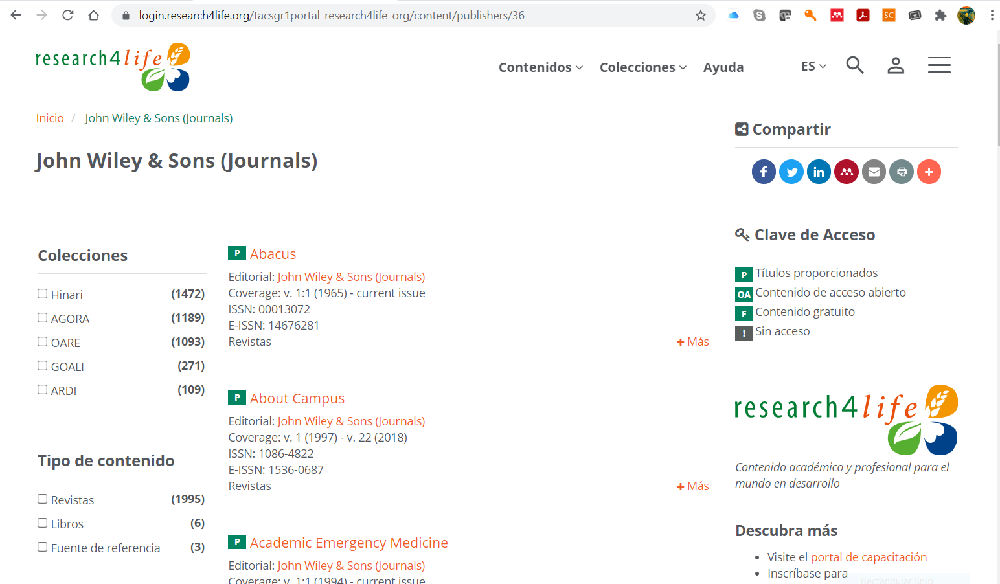 login.research4life.org/tacsgr1portal_research4life_org/content/publishers/36
research4life
Contenidos
Colecciones
Ayuda
ES
Inicio / John Wiley & Sons (Journals)
John Wiley & Sons (Journals)
Colecciones
Hinari (1472)
AGORA (1189)
OARE (1093)
GOALI (271)
ARDI (109)
Tipo de contenido
Revistas (1995)
Libros (6)
Fuente de referencia (3)
P Abacus
Editorial: John Wiley & Sons (Journals)
Coverage: v. 1:1 (1965) - current issue
ISSN: 00013072
E-ISSN: 14676281
Revistas
+ Más
P About Campus
Editorial: John Wiley & Sons (Journals)
Coverage: v. 1 (1997) - v. 22 (2018)
ISSN: 1086-4822
E-ISSN: 1536-0687
Revistas
+ Más
P Academic Emergency Medicine
Editorial: John Wiley & Sons (Journals)
Coverage: v. 1:1 (1994) - current issue
Compartir
Clave de Acceso
P Títulos proporcionados
OA Contenido de acceso abierto
F Contenido gratuito
! Sin acceso
research4life
Contenido académico y profesional para el
mundo en desarrollo
Descubra más
• Visite el portal de capacitación
• Inscríbase para
Rectangular Snip